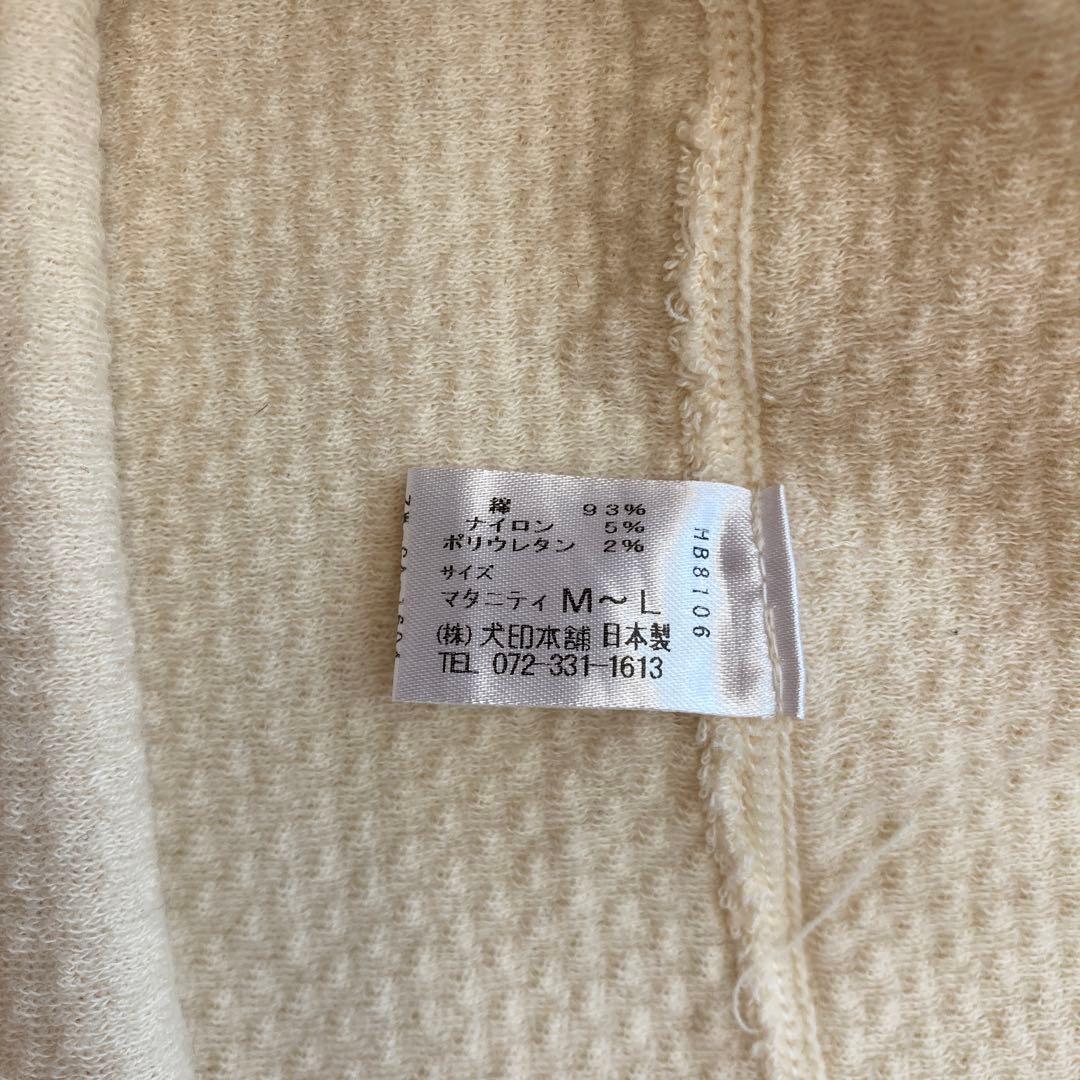 綿 93%
ナイロン 5%
ポリウレタン 2%
サイズ
マタニティ M〜L
(株) 犬印本舗 日本製
TEL 072-331-1613
HB8106